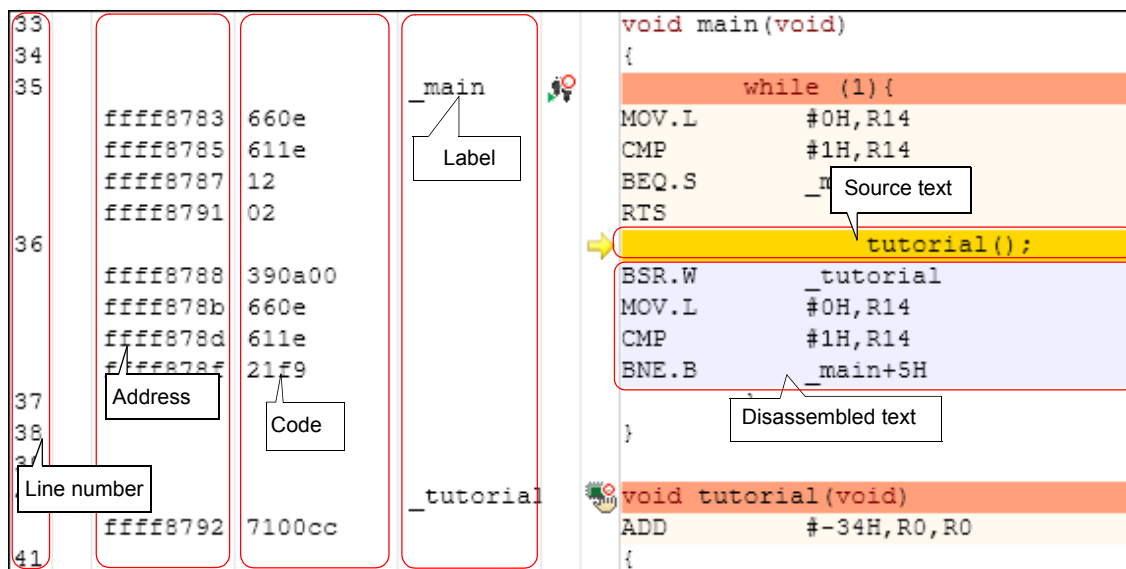 33 void main(void)
34 {
35 _main while (1){
ffff8783 660e MOV.L #0H,R14
ffff8785 611e CMP #1H,R14
Label
ffff8787 12 BEQ.S
Source text
ffff8791 02 RTS
36 tutorial();
ffff8788 390a00 BSR.W _tutorial
ffff878b 660e MOV.L #0H,R14
ffff878d 611e CMP #1H,R14
ffff878f 21f9 BNE.B _main+5H
Address
37
Code
Disassembled text
38 }
Line number
_tutorial void tutorial(void)
ffff8792 7100cc ADD #-34H,R0,R0
41 {